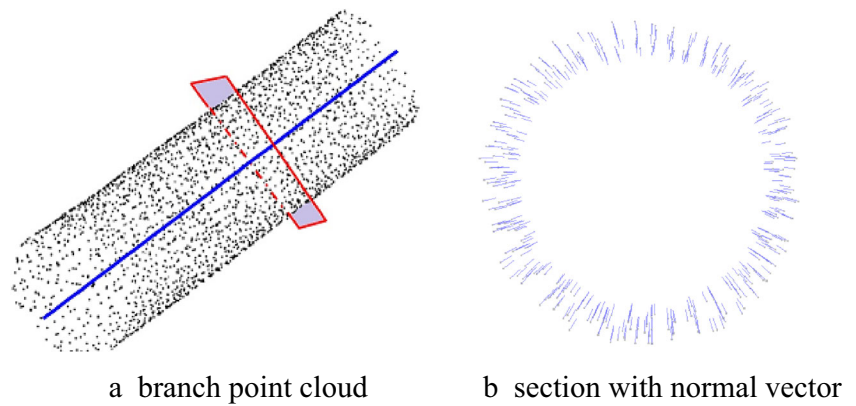 a branch point cloud
b section with normal vector